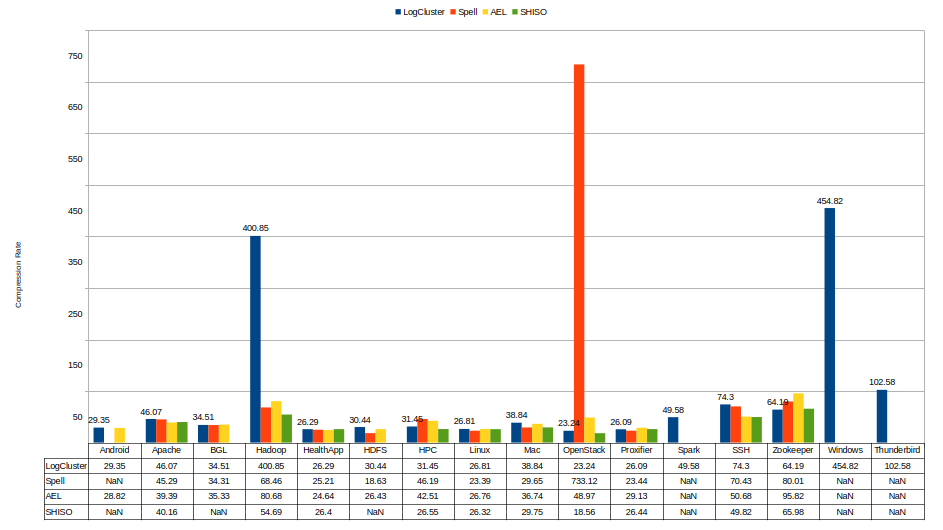 LogCluster Spell AEL SHISO
750
650
550
450
350
250
150
50
Compression Rate
29.35 46.07 34.51 400.85 26.29 30.44 31.45 26.81 38.84 23.24 26.09 49.58 74.3 64.19 454.82 102.58
Android Apache BGL Hadoop HealthApp HDFS HPC Linux Mac OpenStack Proxifier Spark SSH Zookeeper Windows Thunderbird
LogCluster 29.35 46.07 34.51 400.85 26.29 30.44 31.45 26.81 38.84 23.24 26.09 49.58 74.3 64.19 454.82 102.58
Spell NaN 45.29 34.31 68.46 25.21 18.63 46.19 23.39 29.65 733.12 23.44 NaN 70.43 80.01 NaN NaN
AEL 28.82 39.39 35.33 80.68 24.64 26.43 42.51 26.76 36.74 48.97 29.13 NaN 50.68 95.82 NaN NaN
SHISO NaN 40.16 NaN 54.69 26.4 NaN 26.55 26.32 29.75 18.56 26.44 NaN 49.82 65.98 NaN NaN